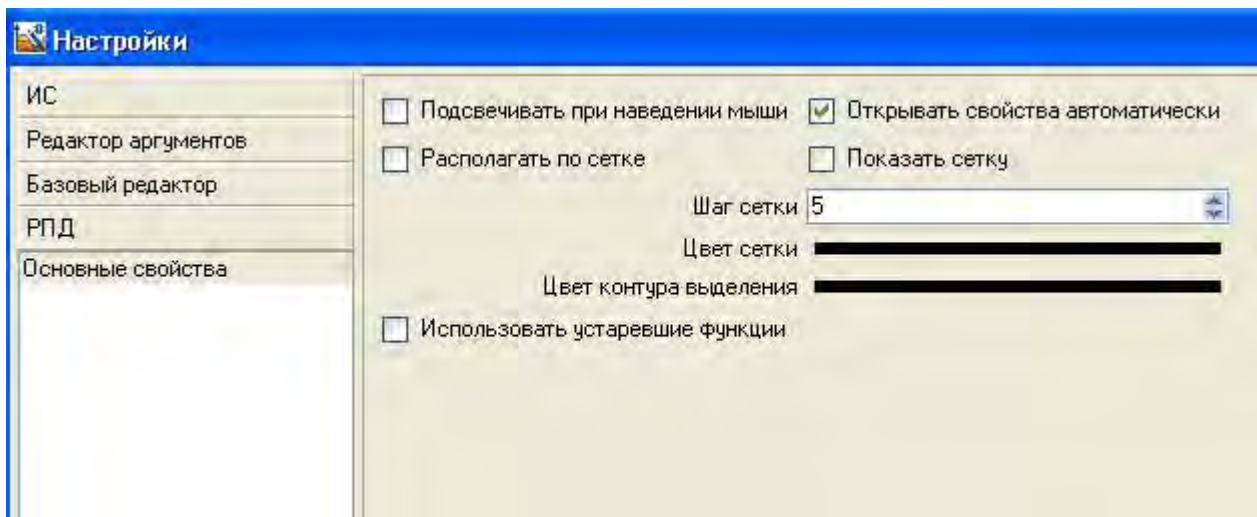 Настройки
ИС
Редактор аргументов
Базовый редактор
РПД
Основные свойства
Подсвечивать при наведении мыши
Открывать свойства автоматически
Располагать по сетке
Показать сетку
Шаг сетки 5
Цвет сетки
Цвет контура выделения
Использовать устаревшие функции